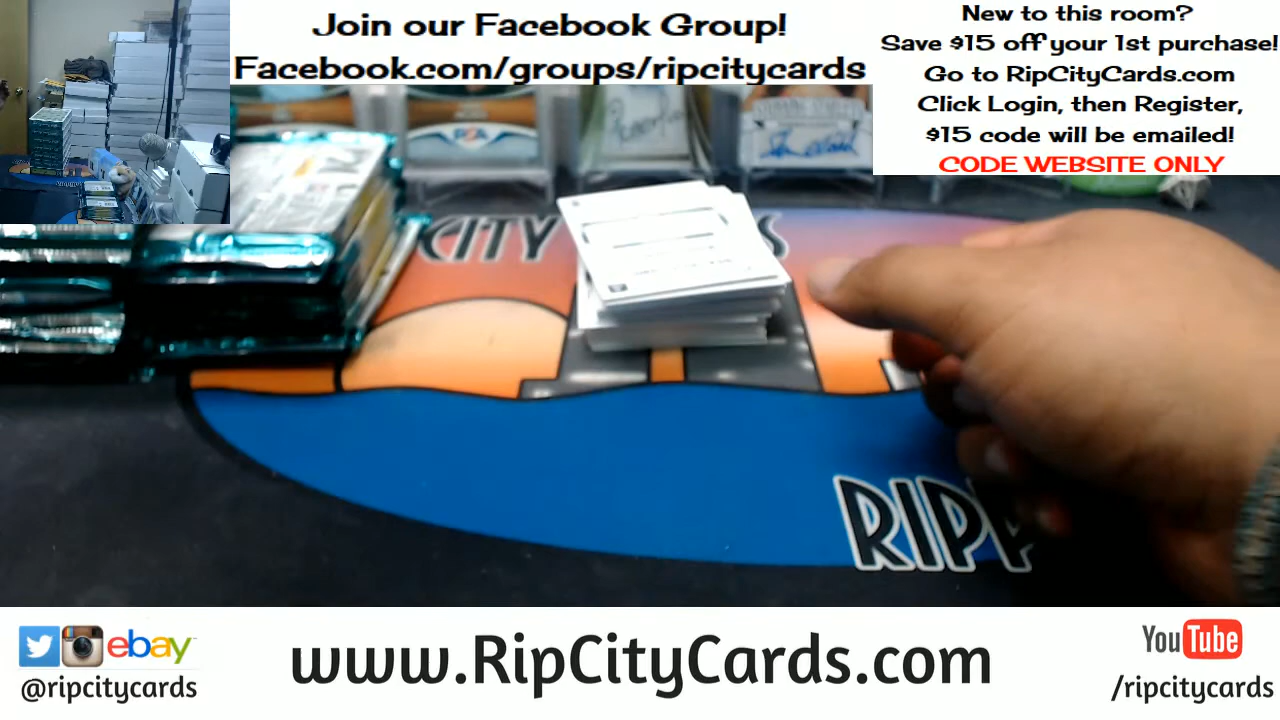 Join our Facebook Group!
Facebook.com/groups/ripcitycards
New to this room?
Save $15 off your 1st purchase!
Go to RipCityCards.com
Click Login, then Register,
$15 code will be emailed!
CODE WEBSITE ONLY
CITY
RIP
ebay
@ripcitycards
www.RipCityCards.com
YouTube
/ripcitycards